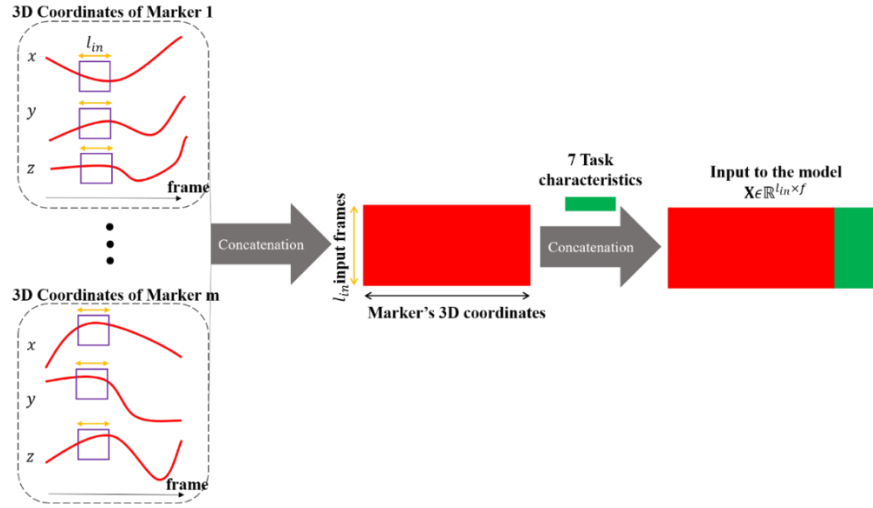 3D Coordinates of Marker 1
l_in
x
y
z
frame
3D Coordinates of Marker m
x
y
z
frame
Concatenation
l_in input frames
Marker's 3D coordinates
7 Task
characteristics
Concatenation
Input to the model
Xϵℝˡⁱⁿˣᶠ